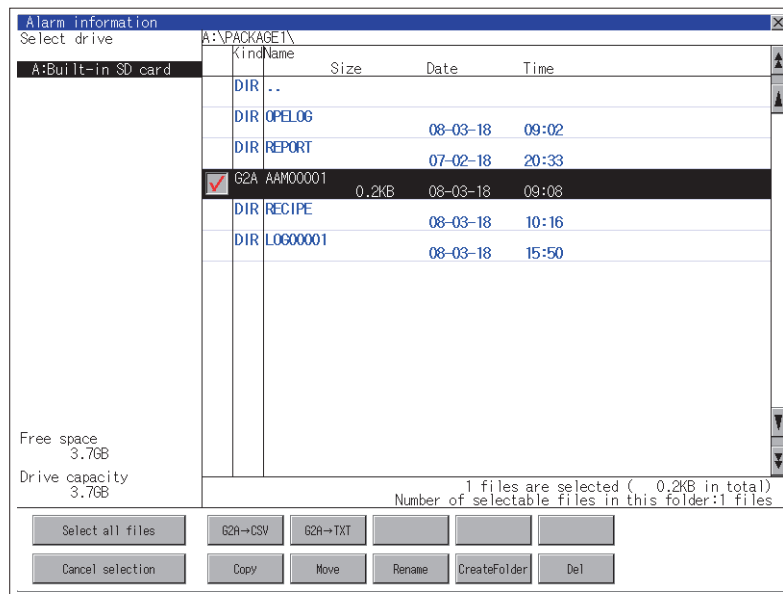 Alarm information
Select drive
A:\PACKAGE1\
Kind Name
Size Date Time
A:Built-in SD card
DIR ..
DIR OPELOG
08-03-18 09:02
DIR REPORT
07-02-18 20:33
G2A AAM00001
0.2KB 08-03-18 09:08
DIR RECIPE
08-03-18 10:16
DIR LOG00001
08-03-18 15:50
Free space
3.7GB
Drive capacity
3.7GB
1 files are selected ( 0.2KB in total)
Number of selectable files in this folder:1 files
Select all files G2A→CSV G2A→TXT
Cancel selection Copy Move Rename CreateFolder Del